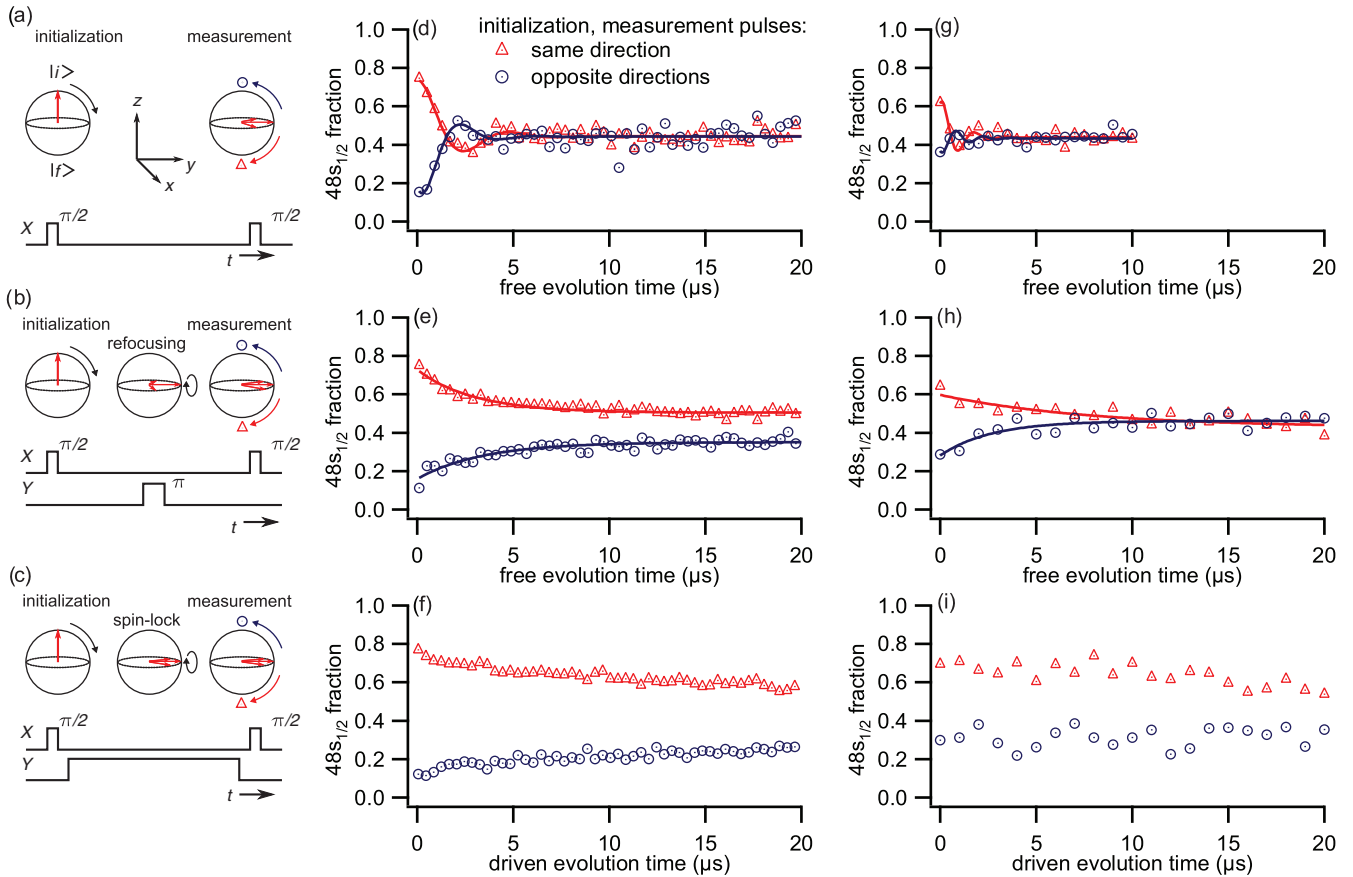 (a)
initialization
measurement
|i>
|f>
z
y
x
X
π/2
π/2
t
(b)
initialization
measurement
refocusing
X
π/2
π/2
Y
π
t
(c)
initialization
measurement
spin-lock
X
π/2
π/2
Y
t
(d)
initialization, measurement pulses:
same direction
opposite directions
48s1/2 fraction
1.0
0.8
0.6
0.4
0.2
0.0
0 5 10 15 20
free evolution time (µs)
(g)
48s1/2 fraction
1.0
0.8
0.6
0.4
0.2
0.0
0 5 10 15 20
free evolution time (µs)
(e)
48s1/2 fraction
1.0
0.8
0.6
0.4
0.2
0.0
0 5 10 15 20
free evolution time (µs)
(h)
48s1/2 fraction
1.0
0.8
0.6
0.4
0.2
0.0
0 5 10 15 20
free evolution time (µs)
(f)
48s1/2 fraction
1.0
0.8
0.6
0.4
0.2
0.0
0 5 10 15 20
driven evolution time (µs)
(i)
48s1/2 fraction
1.0
0.8
0.6
0.4
0.2
0.0
0 5 10 15 20
driven evolution time (µs)